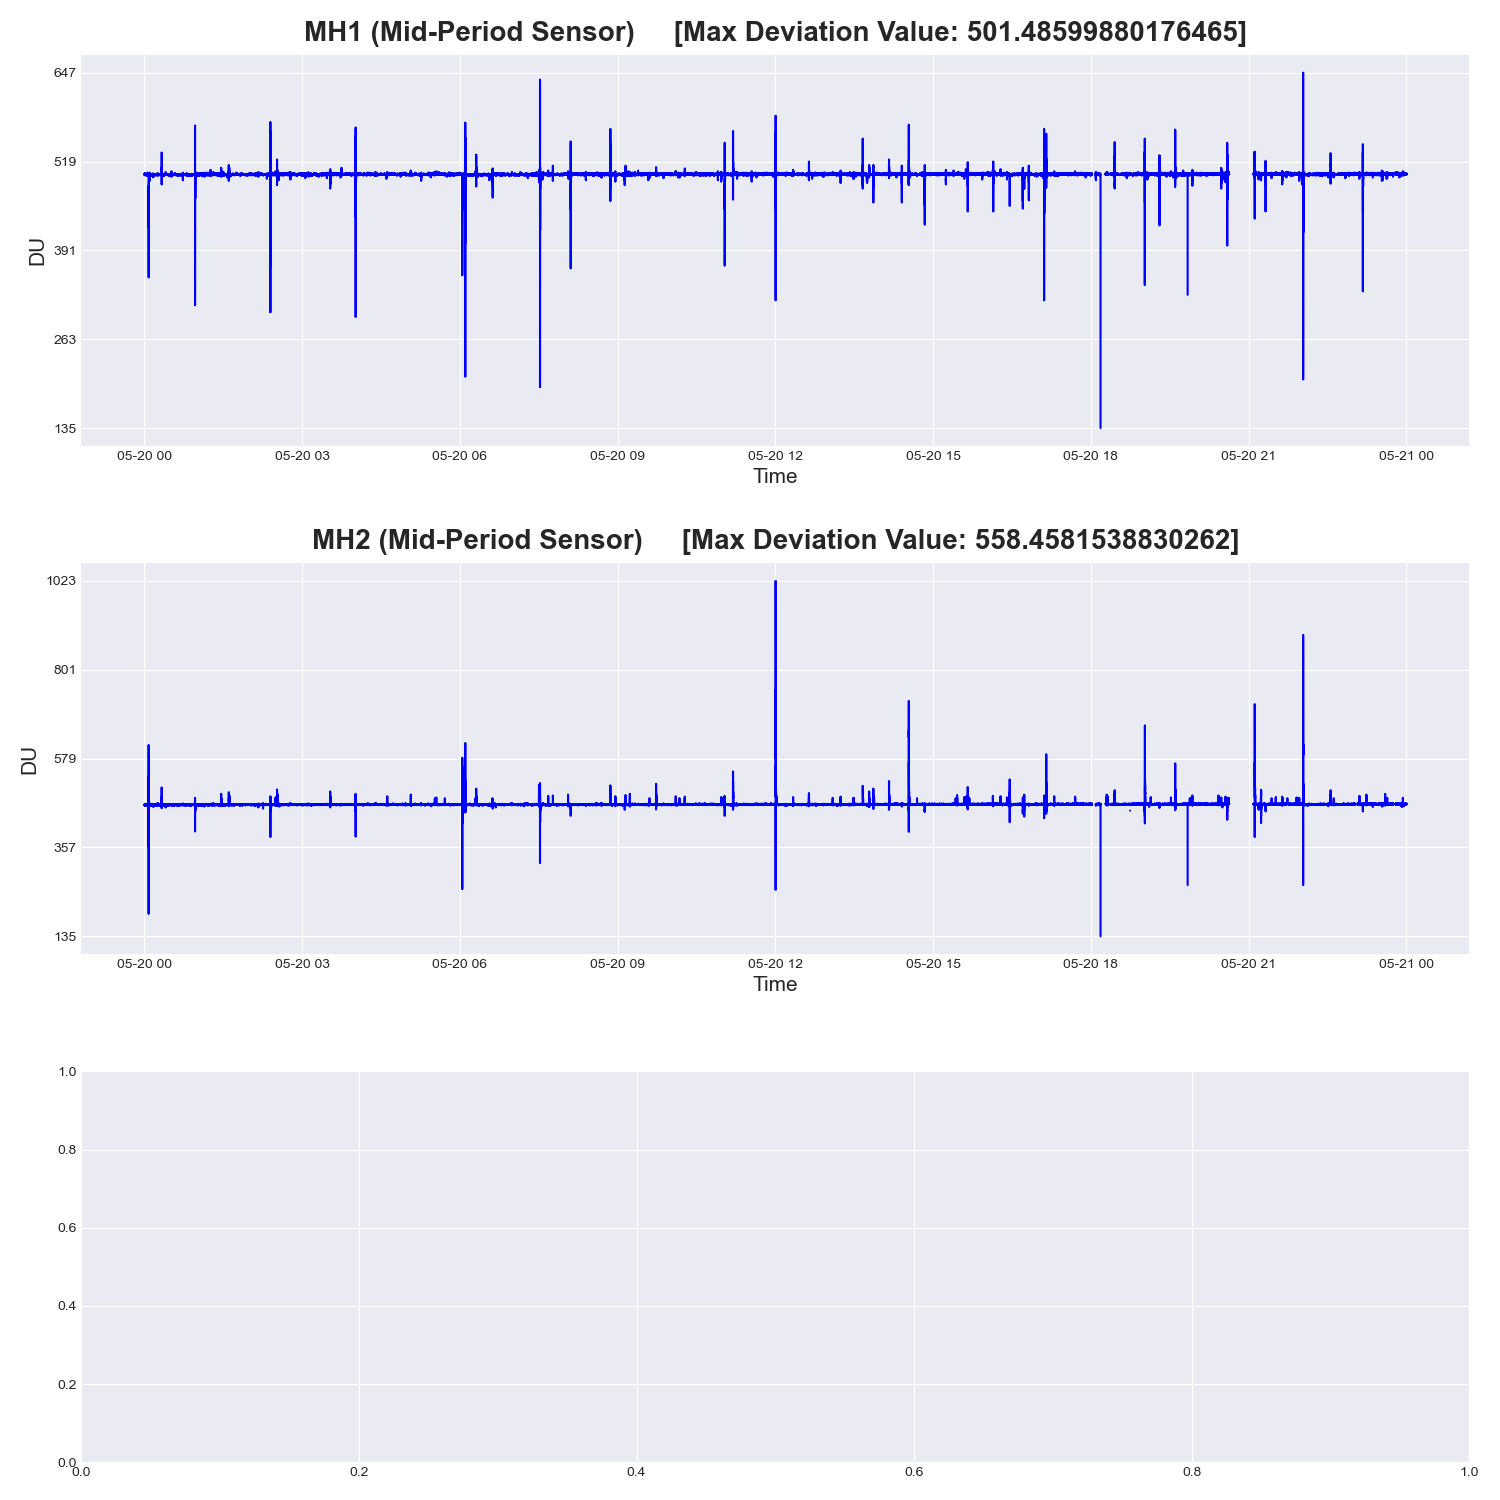 MH1 (Mid-Period Sensor) [Max Deviation Value: 501.48599880176465]
647
519
391
263
135
DU
05-20 00 05-20 03 05-20 06 05-20 09 05-20 12 05-20 15 05-20 18 05-20 21 05-21 00
Time
MH2 (Mid-Period Sensor) [Max Deviation Value: 558.4581538830262]
1023
801
579
357
135
DU
05-20 00 05-20 03 05-20 06 05-20 09 05-20 12 05-20 15 05-20 18 05-20 21 05-21 00
Time
1.0
0.8
0.6
0.4
0.2
0.0
0.0 0.2 0.4 0.6 0.8 1.0